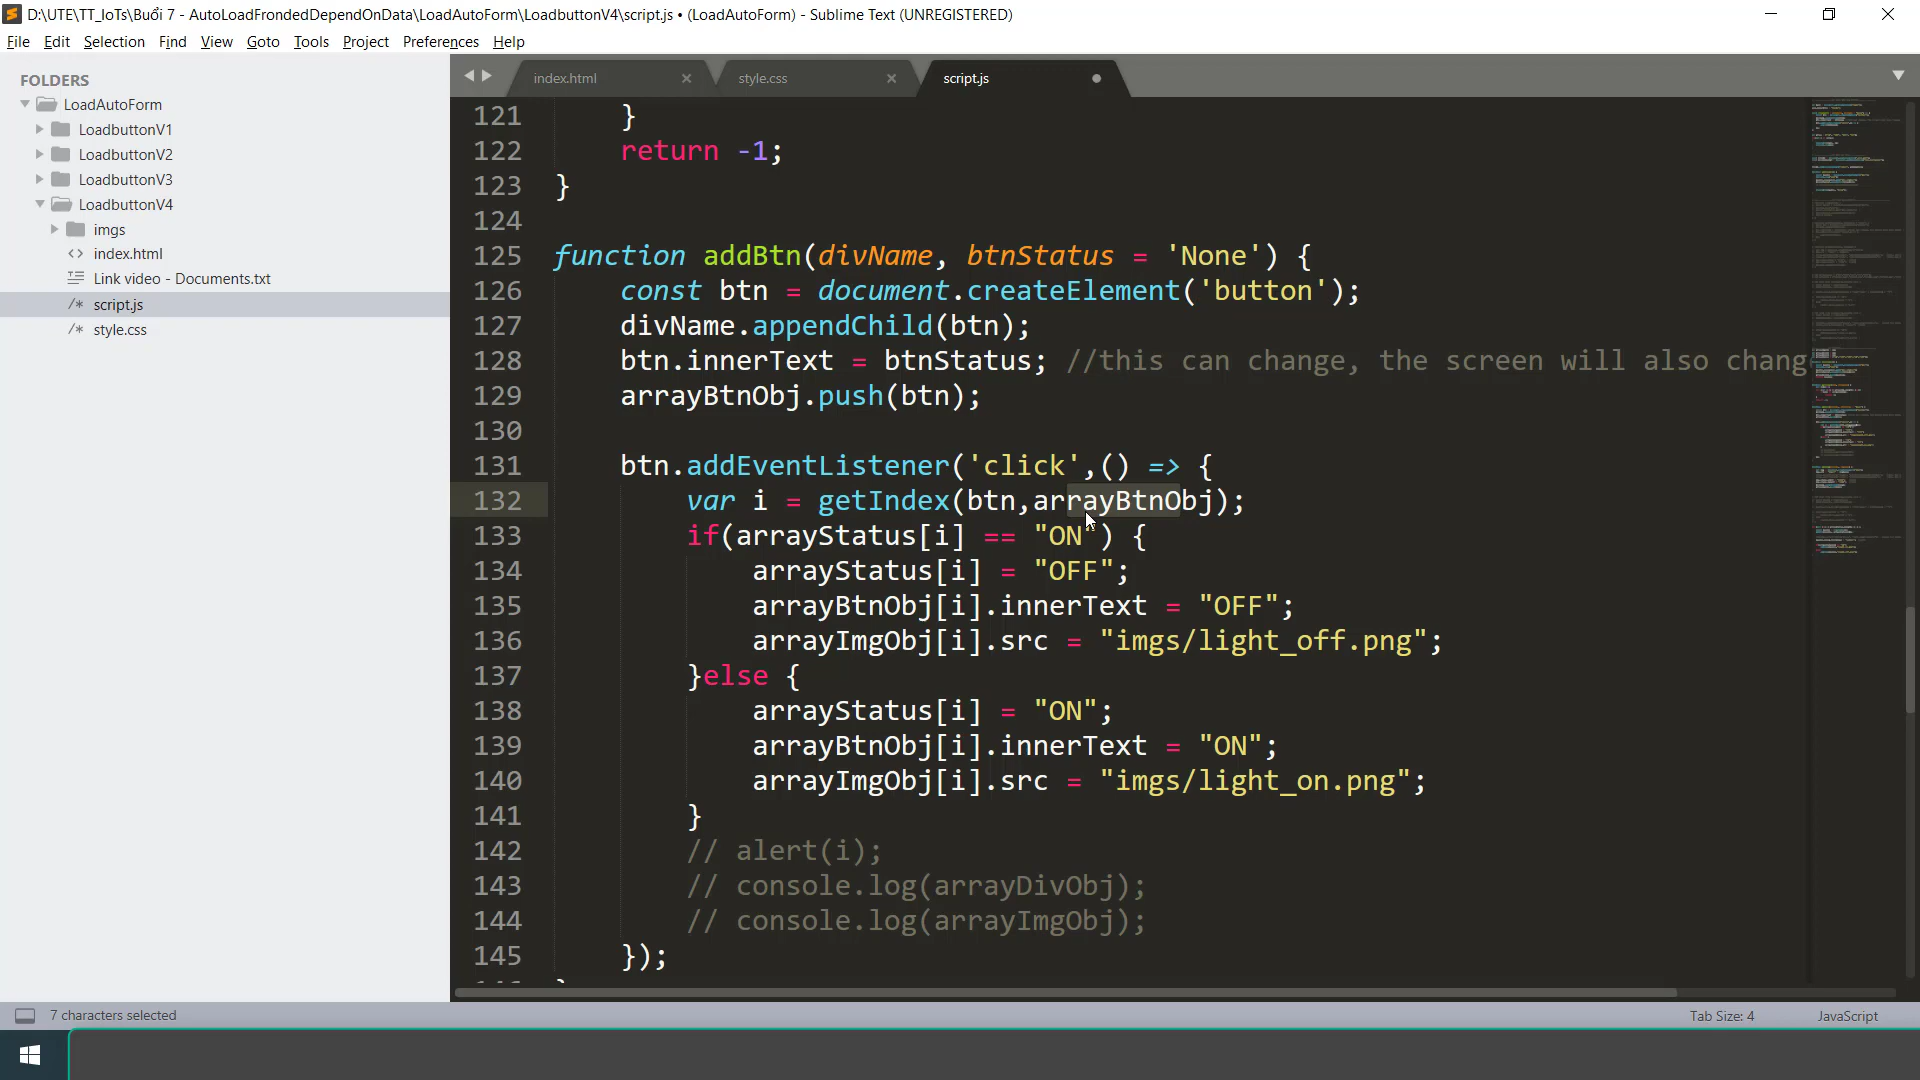 D:\UTE\TT_IoTs\Buổi 7 - AutoLoadFrondedDependOnData\LoadAutoForm\LoadbuttonV4\script.js • (LoadAutoForm) - Sublime Text (UNREGISTERED)
File Edit Selection Find View Goto Tools Project Preferences Help
FOLDERS
LoadAutoForm
LoadbuttonV1
LoadbuttonV2
LoadbuttonV3
LoadbuttonV4
imgs
<> index.html
Link video - Documents.txt
/* script.js
/* style.css
index.html style.css script.js
121 }
122 return -1;
123 }
124
125 function addBtn(divName, btnStatus = 'None') {
126 const btn = document.createElement('button');
127 divName.appendChild(btn);
128 btn.innerText = btnStatus; //this can change, the screen will also chang
129 arrayBtnObj.push(btn);
130
131 btn.addEventListener('click',() => {
132 var i = getIndex(btn,arrayBtnObj);
133 if(arrayStatus[i] == "ON") {
134 arrayStatus[i] = "OFF";
135 arrayBtnObj[i].innerText = "OFF";
136 arrayImgObj[i].src = "imgs/light_off.png";
137 }else {
138 arrayStatus[i] = "ON";
139 arrayBtnObj[i].innerText = "ON";
140 arrayImgObj[i].src = "imgs/light_on.png";
141 }
142 // alert(i);
143 // console.log(arrayDivObj);
144 // console.log(arrayImgObj);
145 });
7 characters selected
Tab Size: 4
JavaScript